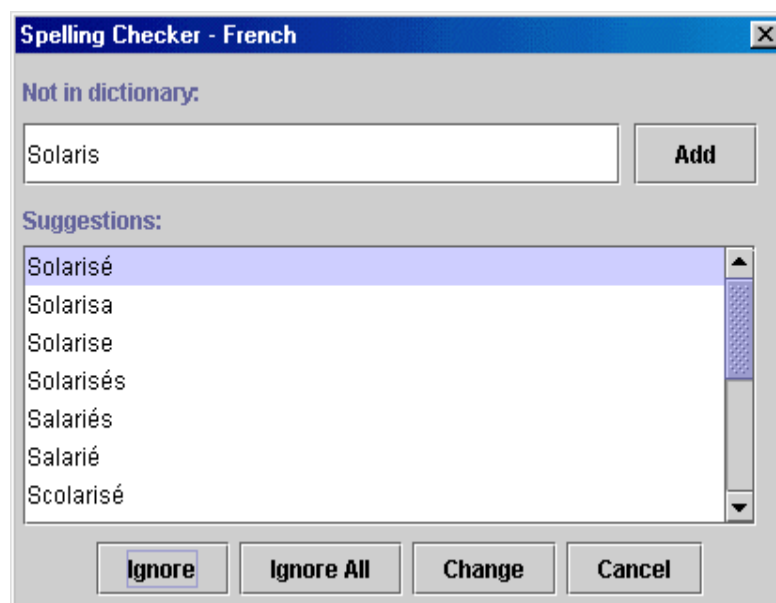 Spelling Checker - French
Not in dictionary:
Solaris Add
Suggestions:
Solarisé
Solarisa
Solarise
Solarisés
Salariés
Salarié
Scolarisé
Ignore Ignore All Change Cancel